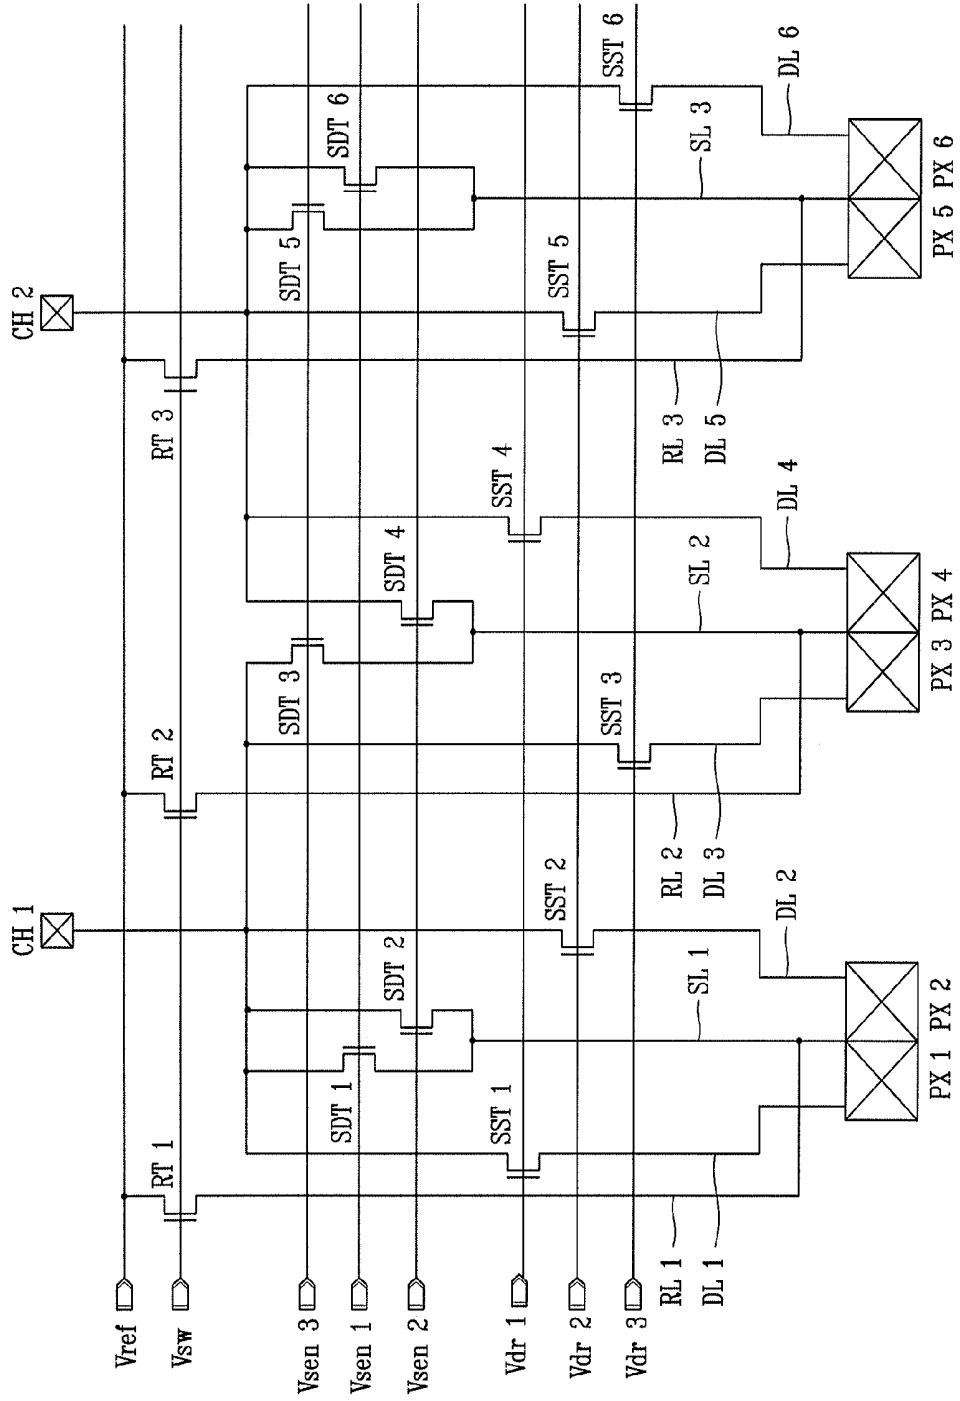 CH 1
CH 2
Vref
RT 1
RT 2
RT 3
Vsw
Vsen 3
SDT 3
SDT 5
Vsen 1
SDT 1
SDT 6
Vsen 2
SDT 2
SDT 4
Vdr 1
SST 1
SST 4
Vdr 2
SST 2
SST 5
Vdr 3
SST 3
SST 6
RL 1
SL 1
RL 2
SL 2
RL 3
SL 3
DL 1
DL 2
DL 3
DL 4
DL 5
DL 6
PX 1 PX 2
PX 3 PX 4
PX 5 PX 6